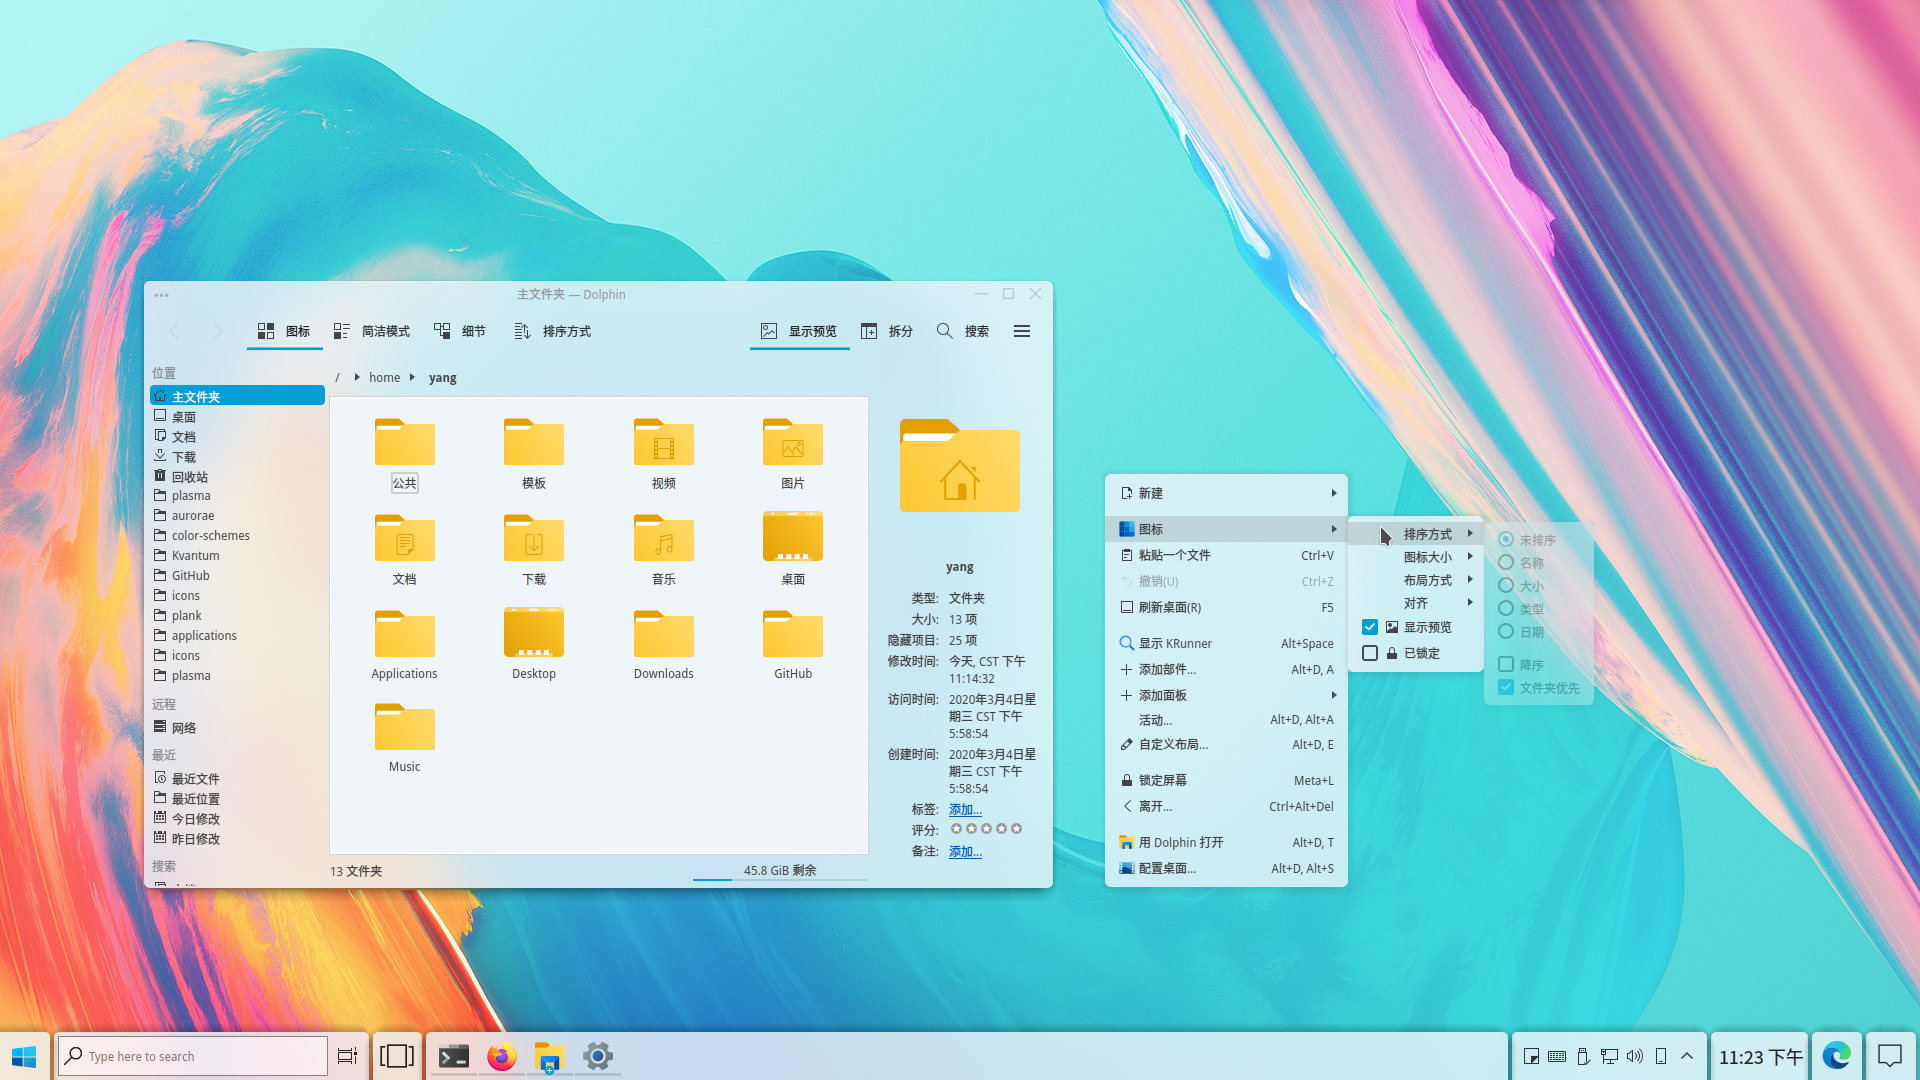 主文件夹 — Dolphin
图标 简洁模式 细节 排序方式 显示预览 拆分 搜索
位置
主文件夹
桌面
文档
下载
回收站
plasma
aurorae
color-schemes
Kvantum
GitHub
icons
plank
applications
icons
plasma
远程
网络
最近
最近文件
最近位置
今日修改
昨日修改
搜索
/ home yang
公共 模板 视频 图片
文档 下载 音乐 桌面
Applications Desktop Downloads GitHub
Music
13 文件夹
45.8 GiB 剩余
yang
类型: 文件夹
大小: 13 项
隐藏项目: 25 项
修改时间: 今天, CST 下午
11:14:32
访问时间: 2020年3月4日星
期三 CST 下午
5:58:54
创建时间: 2020年3月4日星
期三 CST 下午
5:58:54
标签: 添加...
评分:
备注: 添加...
新建
图标
粘贴一个文件 Ctrl+V
撤销(U) Ctrl+Z
刷新桌面(R) F5
显示 KRunner Alt+Space
添加部件... Alt+D, A
添加面板
活动... Alt+D, Alt+A
自定义布局... Alt+D, E
锁定屏幕 Meta+L
离开... Ctrl+Alt+Del
用 Dolphin 打开 Alt+D, T
配置桌面... Alt+D, Alt+S
排序方式
图标大小
布局方式
对齐
显示预览
已锁定
未排序
名称
大小
类型
日期
降序
文件夹优先
Type here to search
11:23 下午